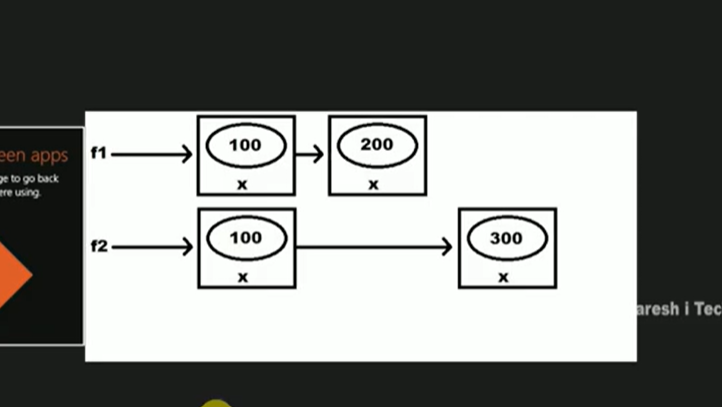 een apps
ge to go back
ere using.
f1
100
200
x
x
f2
100
300
x
x
aresh i Tec